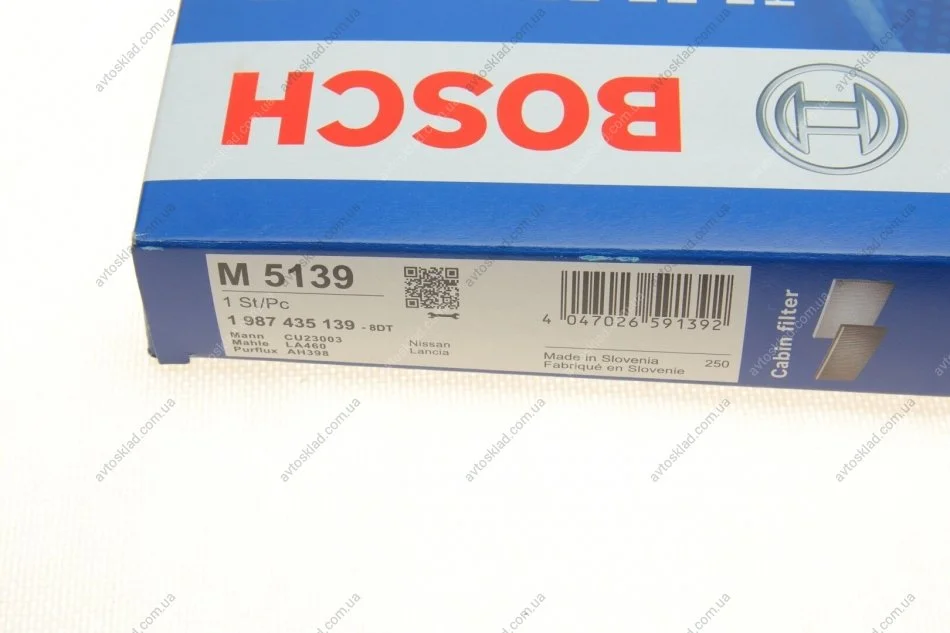 BOSCH
M 5139
1 St/Pc
1 987 435 139 - 8DT
Mann CU23003
Mahle LA460
Purflux AH398
Nissan
Lancia
4 047026 591392
Made in Slovenia
Fabriqué en Slovenie
250
Cabin filter
avtosklad.com.ua